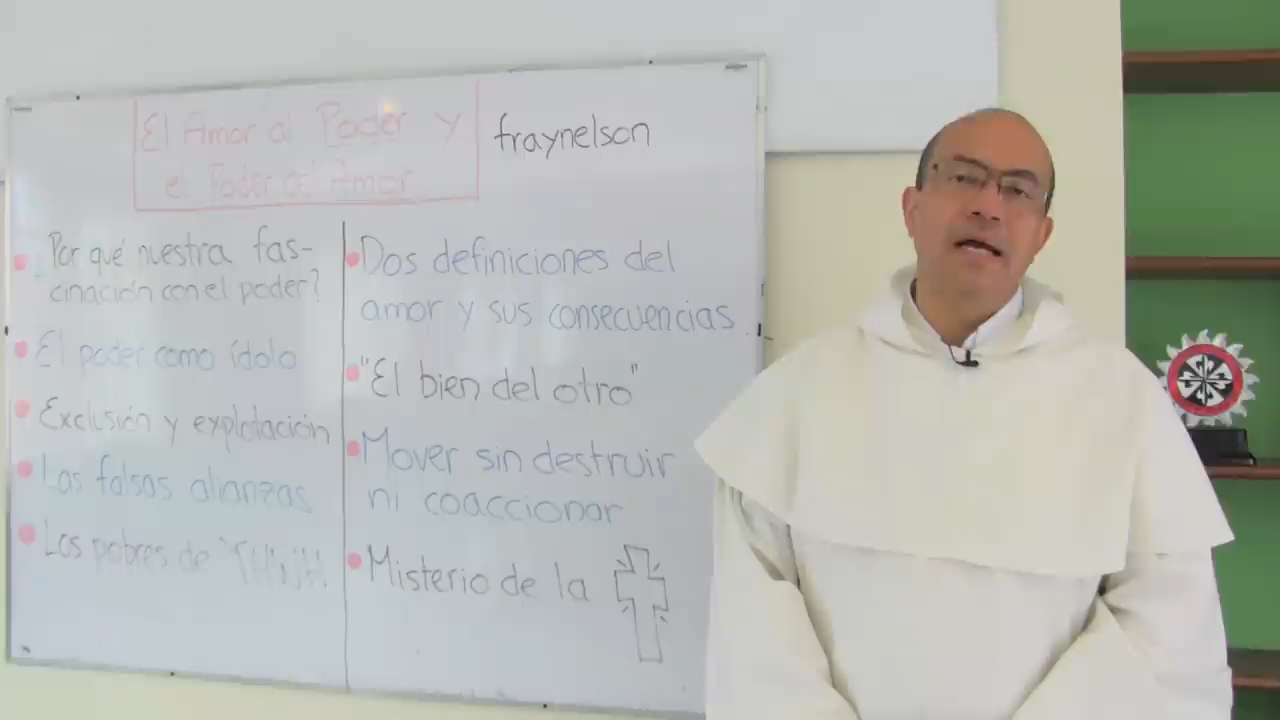 El Amor al Poder y
el Poder del Amor
fraynelson
Por qué nuestra fas-
cinación con el poder?
El poder como ídolo
Exclusión y explotación
Las falsas alianzas
Los pobres de YHWH
Dos definiciones del
amor y sus consecuencias
"El bien del otro"
Mover sin destruir
ni coaccionar
Misterio de la